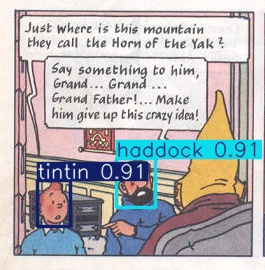 Just where is this mountain
they call the Horn of the Yak?
Say something to him,
Grand... Grand...
Grand Father!... Make
him give up this crazy idea!
haddock 0.91
tintin 0.91